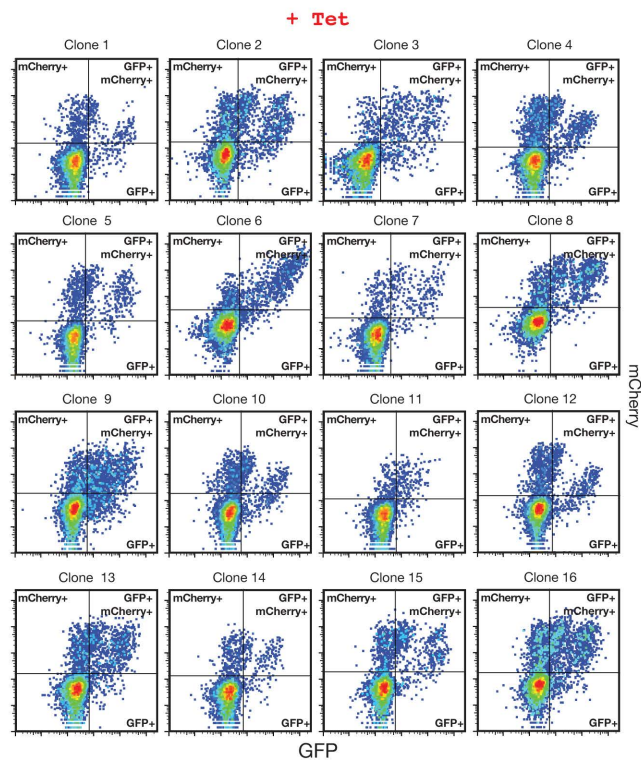 + Tet
Clone 1
Clone 2
Clone 3
Clone 4
mCherry+
GFP+
mCherry+
GFP+
mCherry+
GFP+
mCherry+
GFP+
mCherry+
GFP+
mCherry+
GFP+
mCherry+
GFP+
mCherry+
GFP+
Clone 5
Clone 6
Clone 7
Clone 8
mCherry+
GFP+
mCherry+
GFP+
mCherry+
GFP+
mCherry+
GFP+
mCherry+
GFP+
mCherry+
GFP+
mCherry+
GFP+
mCherry+
GFP+
Clone 9
Clone 10
Clone 11
Clone 12
mCherry+
GFP+
mCherry+
GFP+
mCherry+
GFP+
mCherry+
GFP+
mCherry+
GFP+
mCherry+
GFP+
mCherry+
GFP+
mCherry+
GFP+
Clone 13
Clone 14
Clone 15
Clone 16
mCherry+
GFP+
mCherry+
GFP+
mCherry+
GFP+
mCherry+
GFP+
mCherry+
GFP+
mCherry+
GFP+
mCherry+
GFP+
mCherry+
GFP+
mCherry
GFP